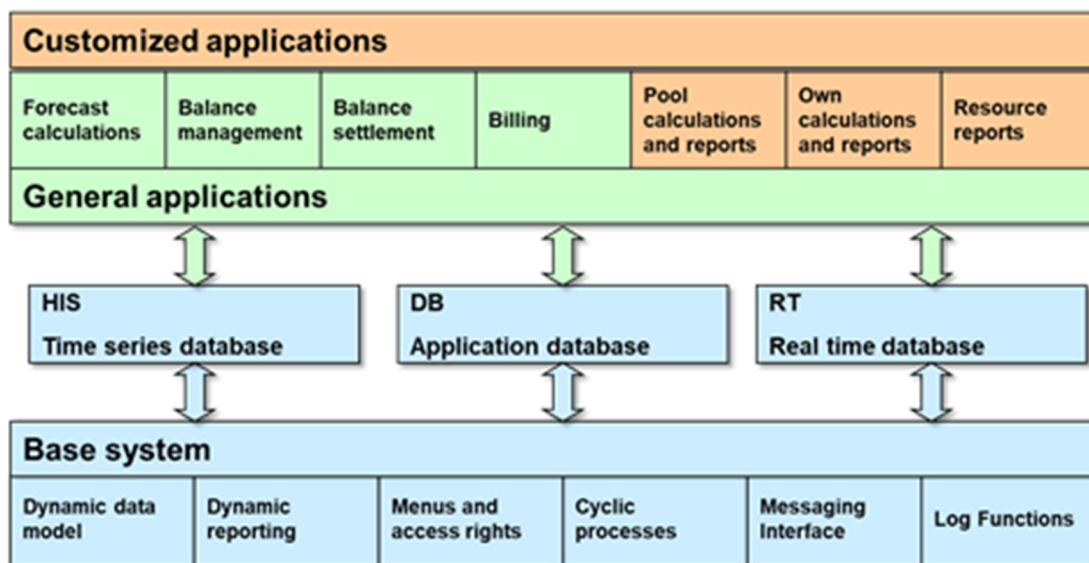 Customized applications
Forecast
calculations
Balance
management
Balance
settlement
Billing
Pool
calculations
and reports
Own
calculations
and reports
Resource
reports
General applications
HIS
Time series database
DB
Application database
RT
Real time database
Base system
Dynamic data
model
Dynamic
reporting
Menus and
access rights
Cyclic
processes
Messaging
Interface
Log Functions